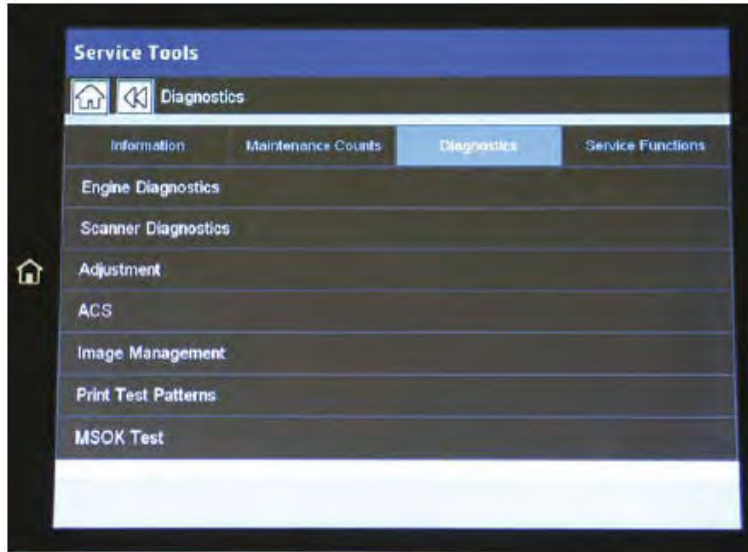 Service Tools
Diagnostics
Information Maintenance Counts Diagnostics Service Functions
Engine Diagnostics
Scanner Diagnostics
Adjustment
ACS
Image Management
Print Test Patterns
MSOK Test